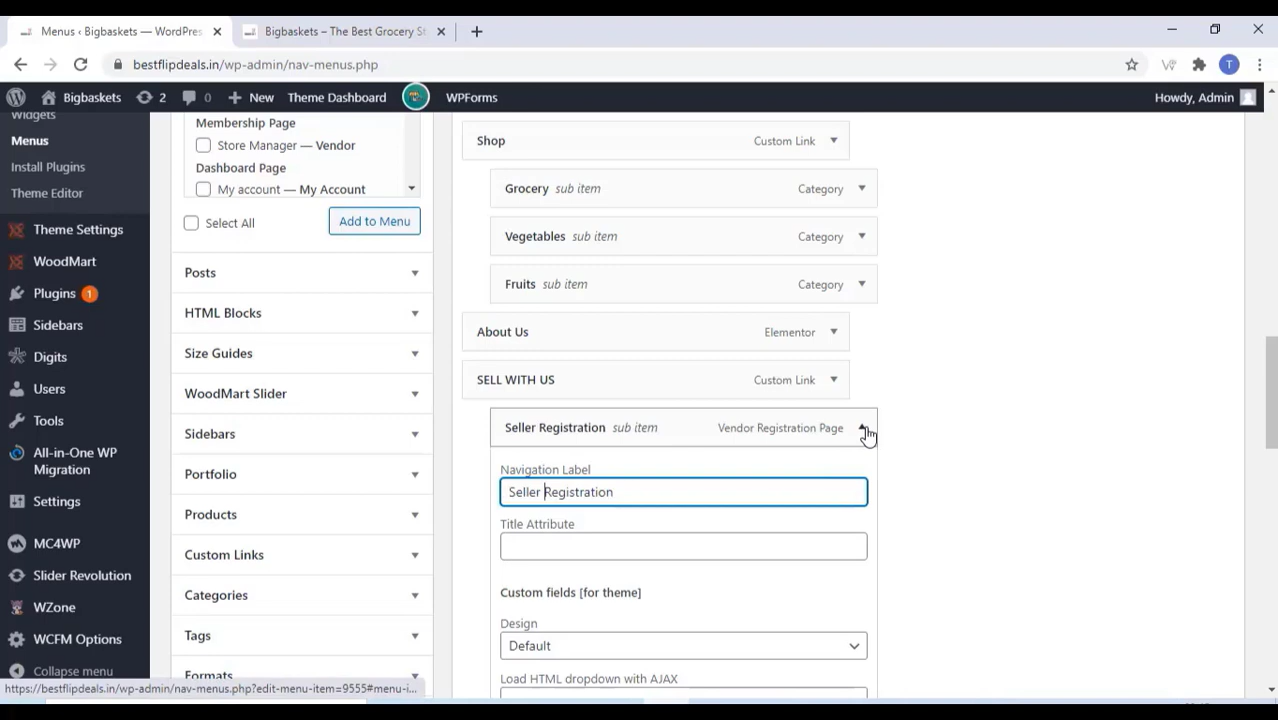 Menus ‹ Bigbaskets — WordPres
Bigbaskets – The Best Grocery St
bestflipdeals.in/wp-admin/nav-menus.php
T
Bigbaskets
2
0
New
Theme Dashboard
WPForms
Howdy, Admin
Widgets
Menus
Install Plugins
Theme Editor
Theme Settings
WoodMart
Plugins 1
Sidebars
Digits
Users
Tools
All-in-One WP
Migration
Settings
MC4WP
Slider Revolution
WZone
WCFM Options
Collapse menu
Membership Page
Store Manager — Vendor
Dashboard Page
My account — My Account
Select All
Add to Menu
Posts
HTML Blocks
Size Guides
WoodMart Slider
Sidebars
Portfolio
Products
Custom Links
Categories
Tags
Formats
Shop Custom Link
Grocery sub item Category
Vegetables sub item Category
Fruits sub item Category
About Us Elementor
SELL WITH US Custom Link
Seller Registration sub item Vendor Registration Page
Navigation Label
Seller Registration
Title Attribute
Custom fields [for theme]
Design
Default
Load HTML dropdown with AJAX
https://bestflipdeals.in/wp-admin/nav-menus.php?edit-menu-item=9555#menu-i...